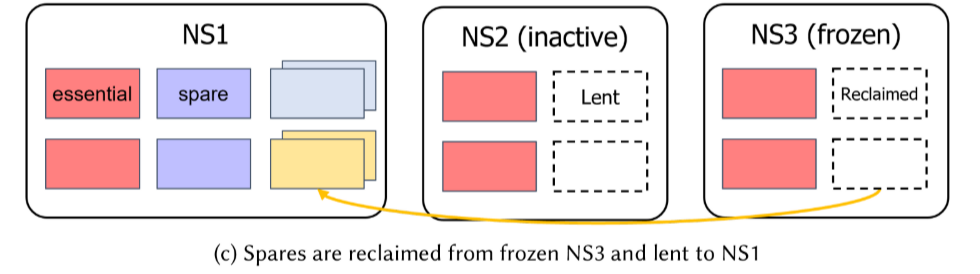 NS1
essential
spare
NS2 (inactive)
Lent
NS3 (frozen)
Reclaimed
(c) Spares are reclaimed from frozen NS3 and lent to NS1